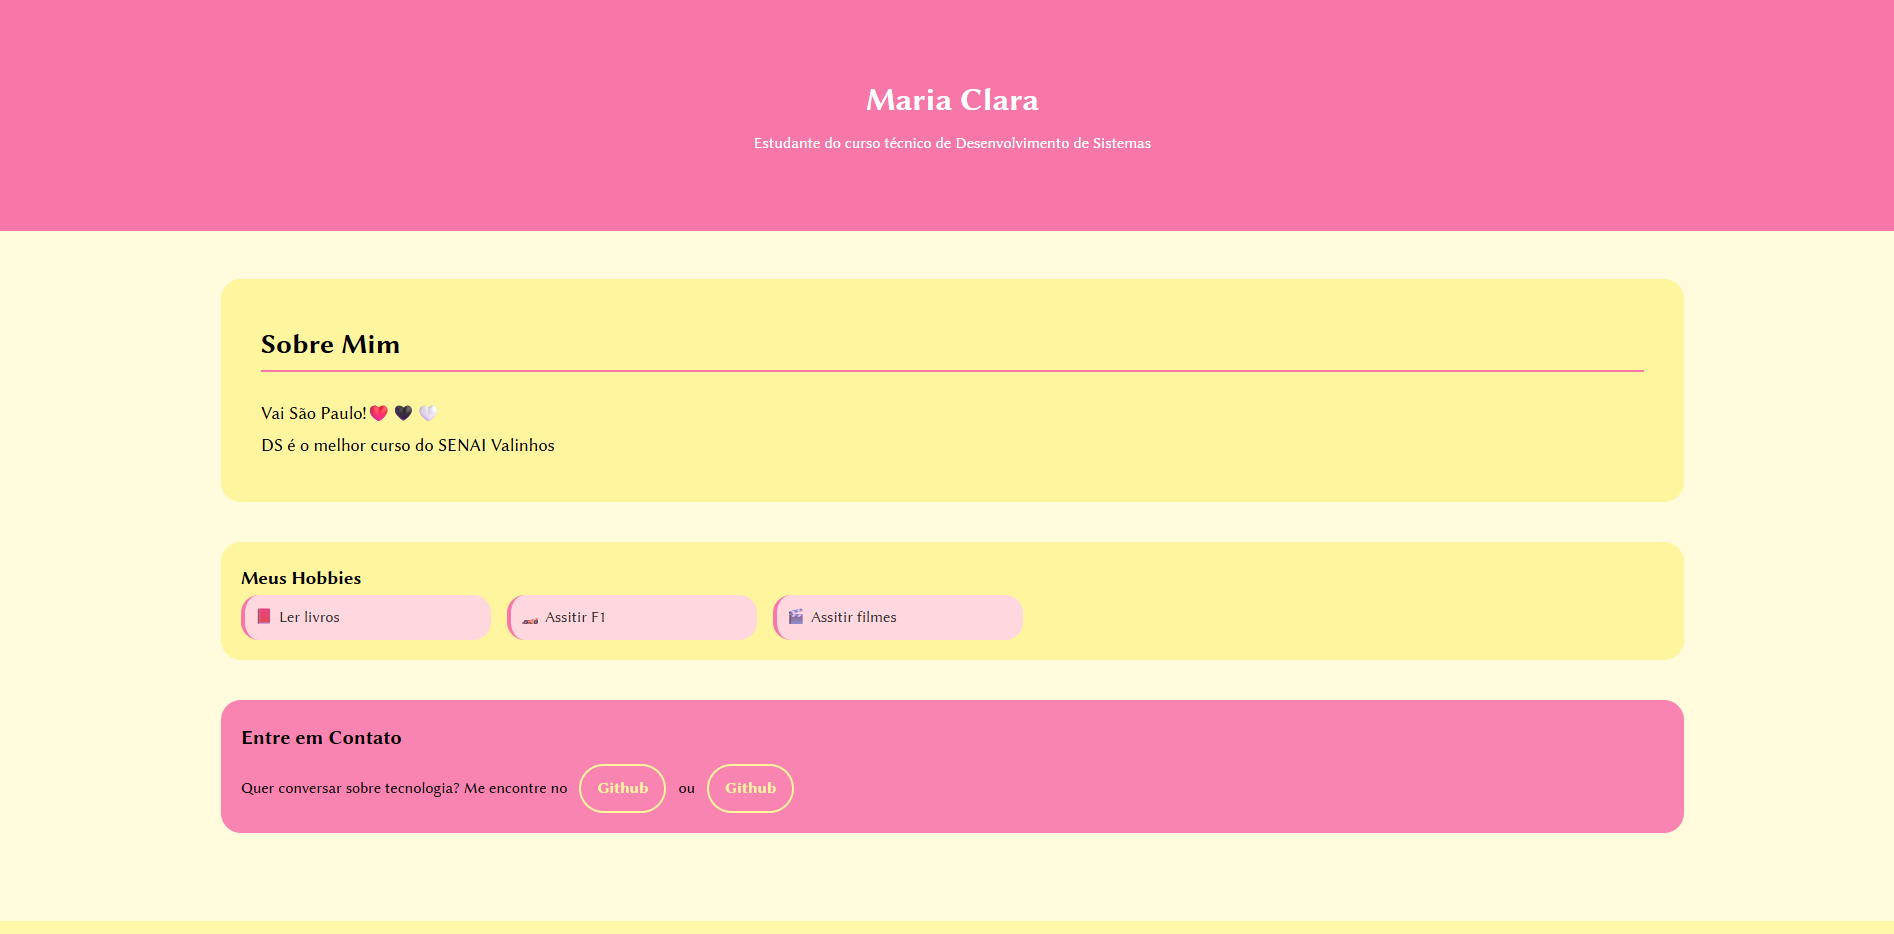 Maria Clara
Estudante do curso técnico de Desenvolvimento de Sistemas
Sobre Mim
Vai São Paulo!❤️ 🖤 🤍
DS é o melhor curso do SENAI Valinhos
Meus Hobbies
📕 Ler livros 🏎️ Assitir F1 🎬 Assitir filmes
Entre em Contato
Quer conversar sobre tecnologia? Me encontre no Github ou Github